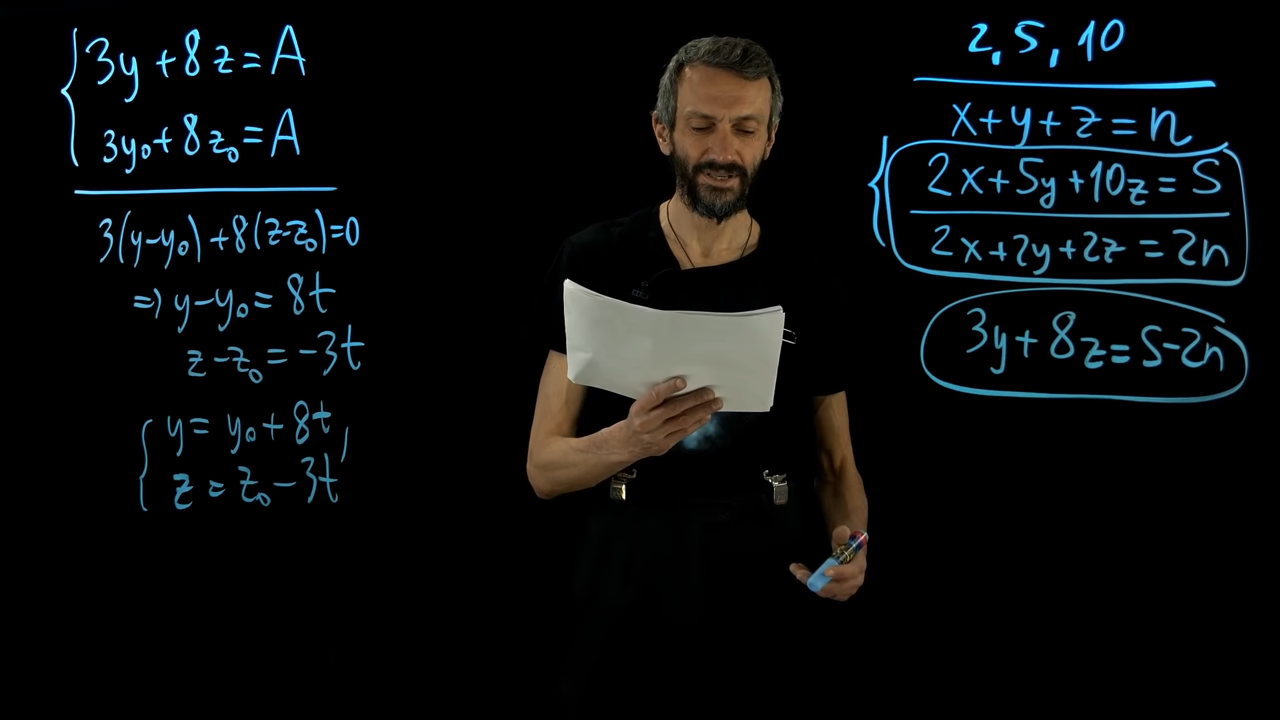 3y + 8z = A
3y₀ + 8z₀ = A
3(y-y₀) + 8(z-z₀) = 0
⇒ y-y₀ = 8t
z-z₀ = -3t
y = y₀ + 8t,
z = z₀ - 3t
2, 5, 10
x+y+z = n
2x+5y+10z = S
2x+2y+2z = 2n
3y+8z = S-2n